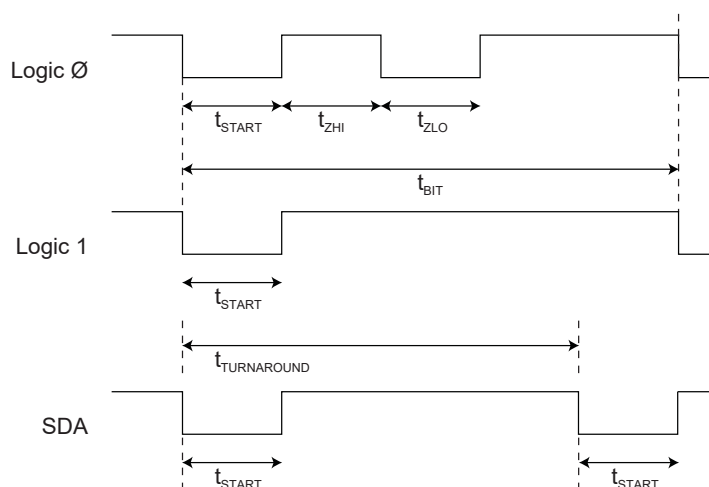 Logic Ø
tSTART tZHI tZLO
tBIT
Logic 1
tSTART
tTURNAROUND
SDA
tSTART tSTART